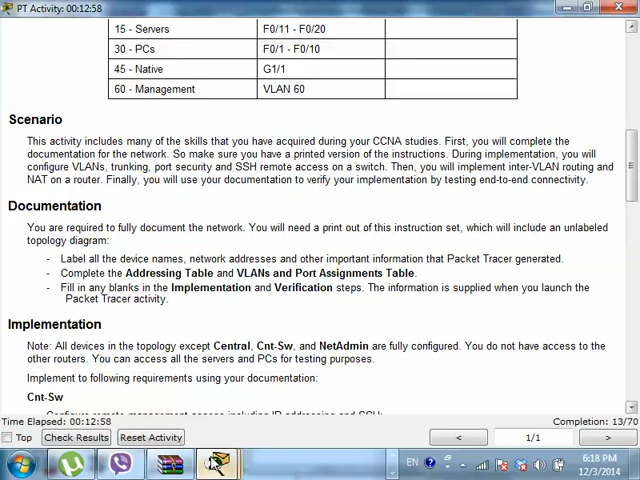 PT Activity: 00:12:58
15 - Servers F0/11 - F0/20
30 - PCs F0/1 - F0/10
45 - Native G1/1
60 - Management VLAN 60
Scenario
This activity includes many of the skills that you have acquired during your CCNA studies. First, you will complete the
documentation for the network. So make sure you have a printed version of the instructions. During implementation, you will
configure VLANs, trunking, port security and SSH remote access on a switch. Then, you will implement inter-VLAN routing and
NAT on a router. Finally, you will use your documentation to verify your implementation by testing end-to-end connectivity.
Documentation
You are required to fully document the network. You will need a print out of this instruction set, which will include an unlabeled
topology diagram:
- Label all the device names, network addresses and other important information that Packet Tracer generated.
- Complete the Addressing Table and VLANs and Port Assignments Table.
- Fill in any blanks in the Implementation and Verification steps. The information is supplied when you launch the
Packet Tracer activity.
Implementation
Note: All devices in the topology except Central, Cnt-Sw, and NetAdmin are fully configured. You do not have access to the
other routers. You can access all the servers and PCs for testing purposes.
Implement to following requirements using your documentation:
Cnt-Sw
- Configure remote management access including IP addressing and SSH:
Time Elapsed: 00:12:58 Completion: 13/70
Top Check Results Reset Activity < 1/1 >
EN 6:18 PM
12/3/2014